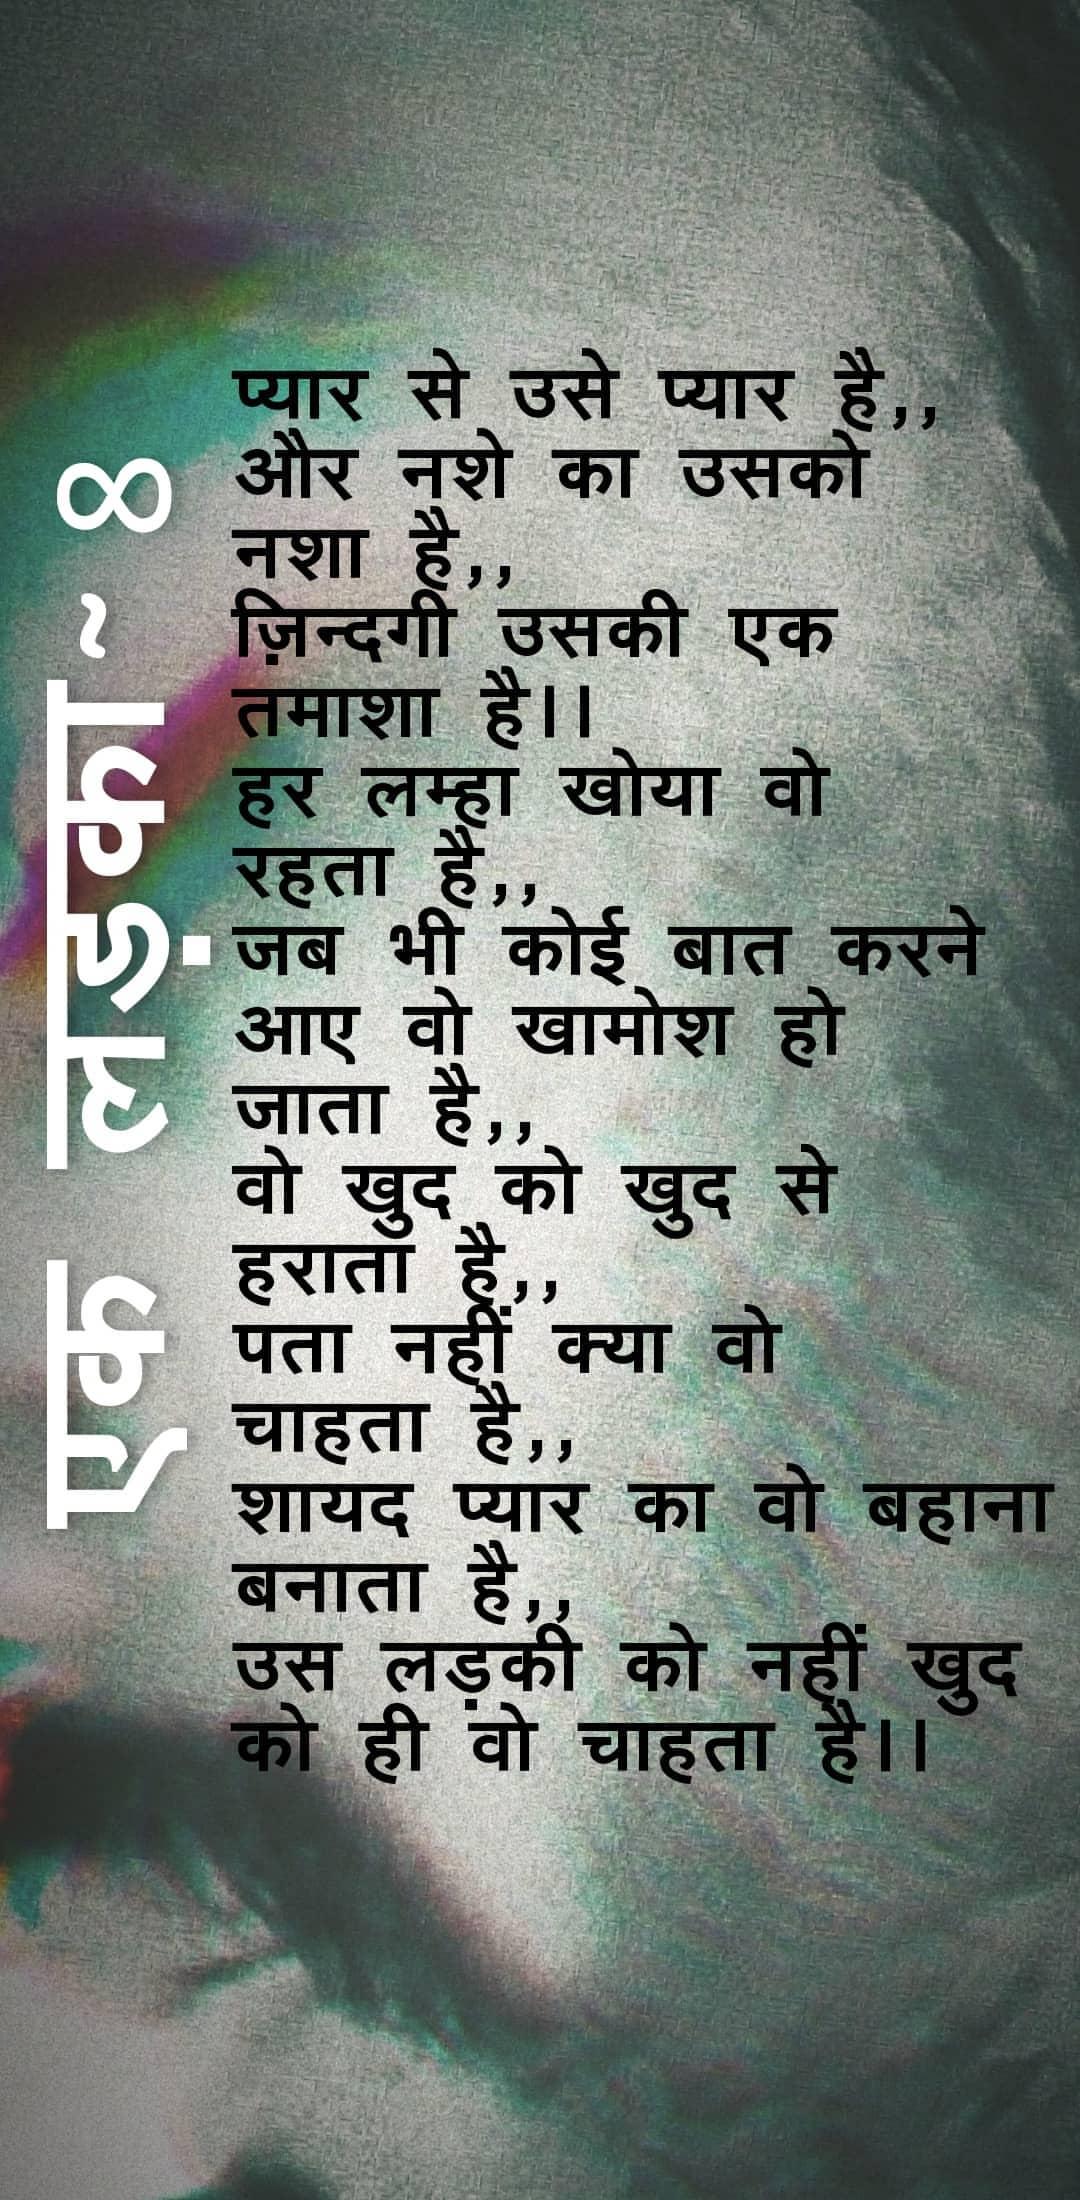 एक लड़का ~ 8
प्यार से उसे प्यार है,,
और नशे का उसको
नशा है,,
ज़िन्दगी उसकी एक
तमाशा है।।
हर लम्हा खोया वो
रहता है,,
जब भी कोई बात करने
आए वो खामोश हो
जाता है,,
वो खुद को खुद से
हराता है,,
पता नहीं क्या वो
चाहता है,,
शायद प्यार का वो बहाना
बनाता है,,
उस लड़की को नहीं खुद
को ही वो चाहता है।।